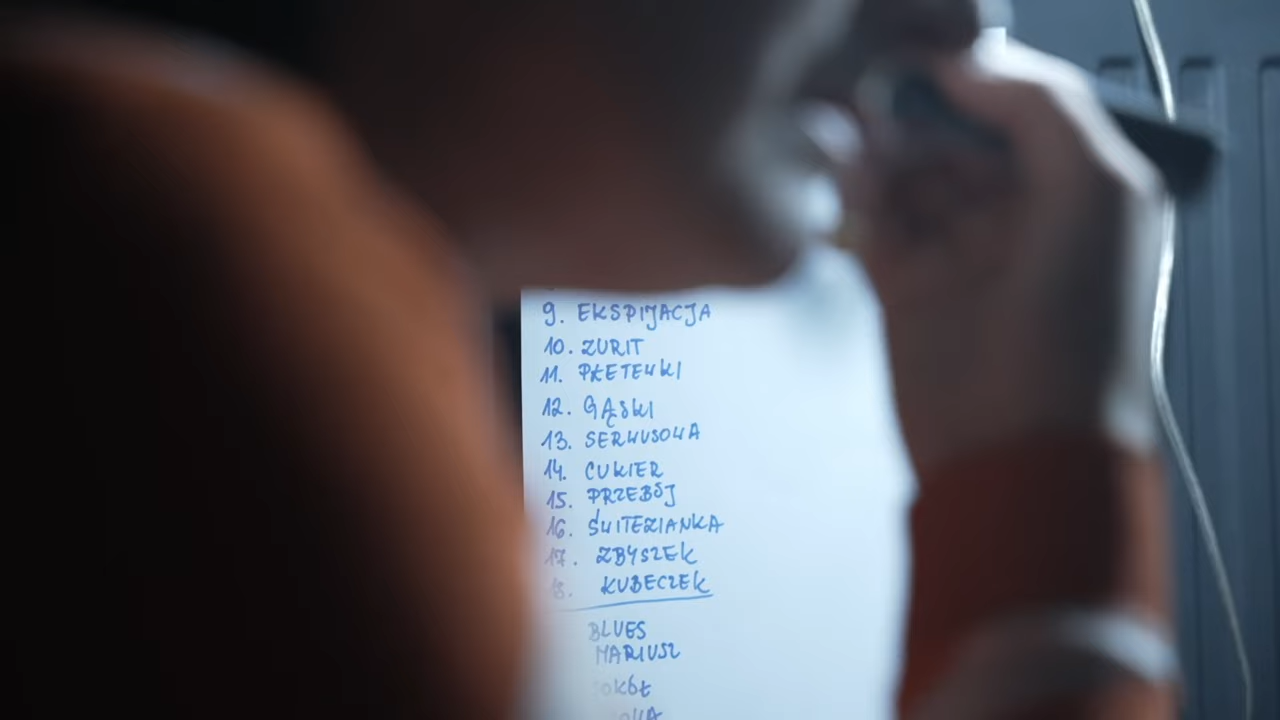 9. EKSPIJACJA
10. ZURIT
11. PŁETEWKI
12. GĄSKI
13. SERWUSOWA
14. CUKIER
15. PRZEBÓJ
16. ŚWITEZIANKA
17. ZBYSZEK
18. KUBECZEK
BLUES
MARIUSZ